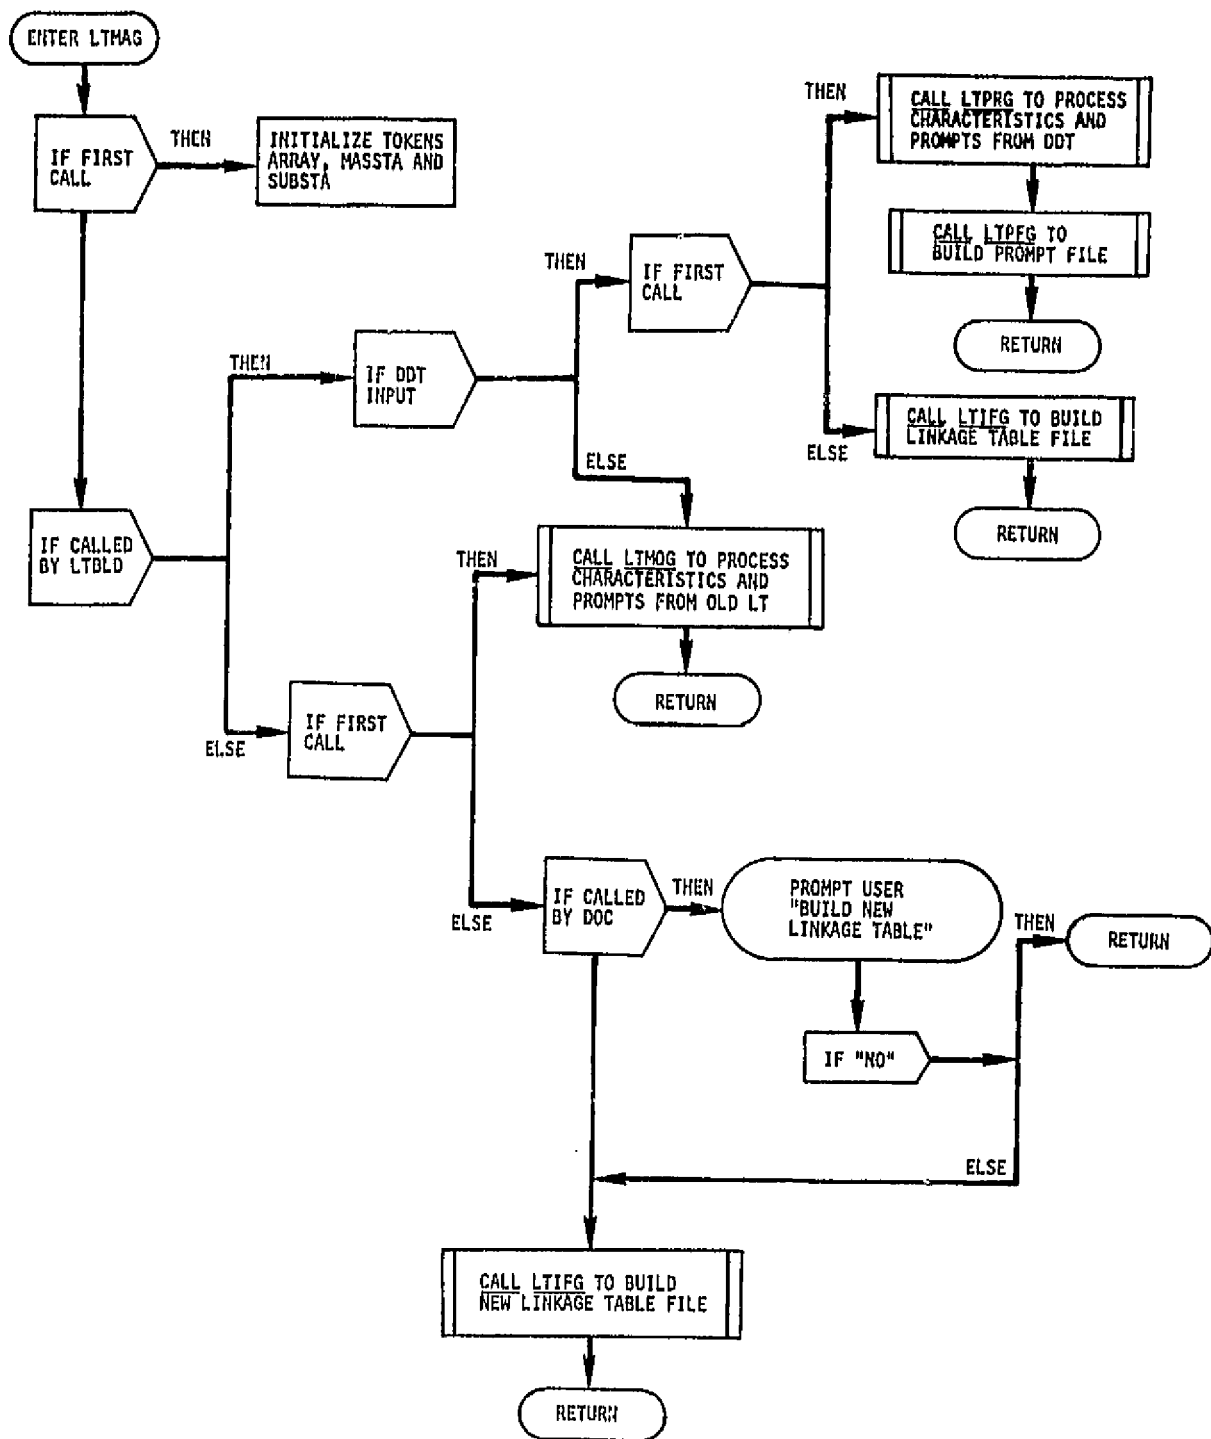 ENTER LTMAG
IF FIRST
CALL
THEN
INITIALIZE TOKENS
ARRAY, MASSTA AND
SUBSTA
IF CALLED
BY LTBLD
THEN
IF DDT
INPUT
THEN
IF FIRST
CALL
THEN
CALL LTPRG TO PROCESS
CHARACTERISTICS AND
PROMPTS FROM DDT
CALL LTPFG TO
BUILD PROMPT FILE
RETURN
ELSE
CALL LTIFG TO BUILD
LINKAGE TABLE FILE
RETURN
ELSE
CALL LTMOG TO PROCESS
CHARACTERISTICS AND
PROMPTS FROM OLD LT
RETURN
ELSE
IF FIRST
CALL
THEN
ELSE
IF CALLED
BY DOC
THEN
PROMPT USER
"BUILD NEW
LINKAGE TABLE"
IF "NO"
THEN
RETURN
ELSE
CALL LTIFG TO BUILD
NEW LINKAGE TABLE FILE
RETURN